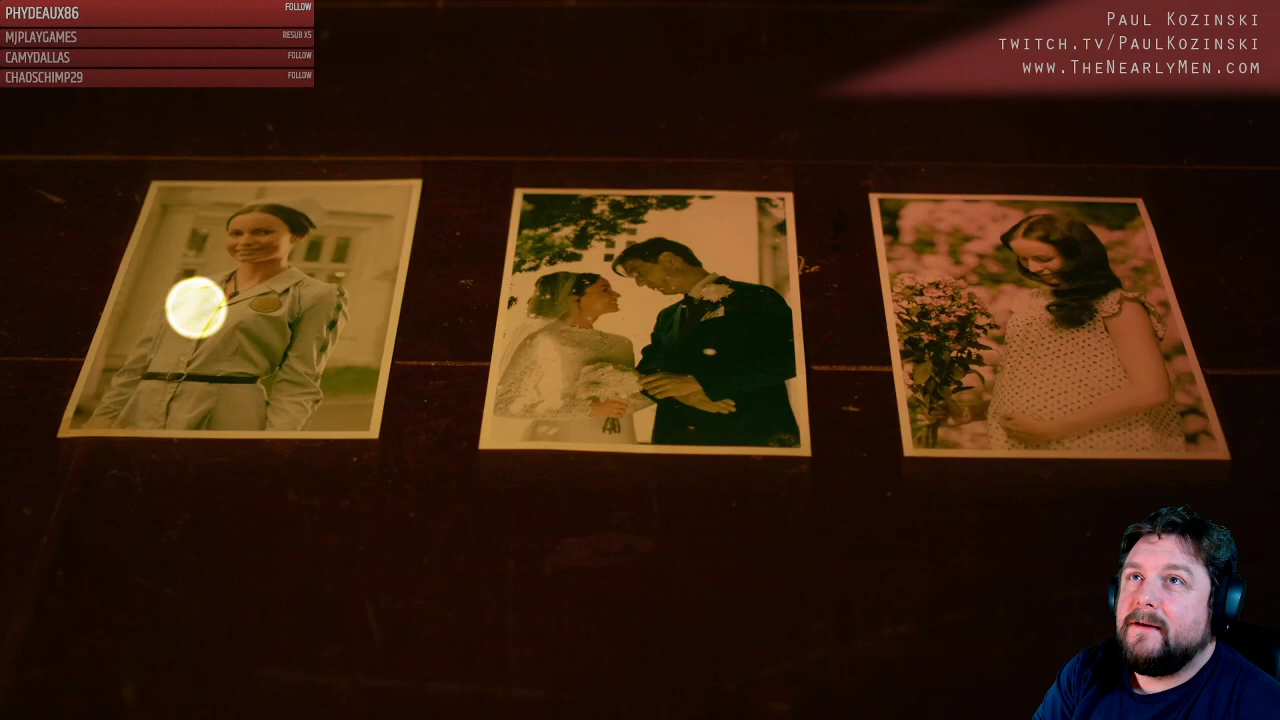 PHYDEAUX86 FOLLOW
MJPLAYGAMES RESUB X5
CAMYDALLAS FOLLOW
CHAOSCHIMP29 FOLLOW
Paul Kozinski
twitch.tv/PaulKozinski
www.TheNearlyMen.com